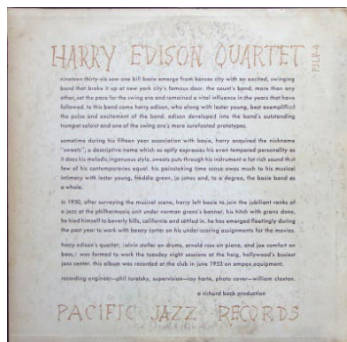 HARRY EDISON QUARTET PJLP-4
nineteen thirty-six saw one bill basie emerge from kansas city with an excited, swinging
band that broke it up at new york city's famous door. the count's band, more than any
other, set the pace for the swing era and remained a vital influence in the years that have
followed. to this band came harry edison, who along with lester young, best exemplified
the pulse and excitement of the band. edison developed into the band's outstanding
trumpet soloist and one of the swing era's more surefooted prototypes.
sometime during his fifteen year association with basie, harry acquired the nickname
"sweets", a descriptive name which so aptly expresses his even tempered personality as
it does his melodic ingenuous style. sweets puts through his instrument a fat rich sound that
few of his contemporaries equal. his painstaking time sense owes much to his musical
intimacy with lester young, freddie green, jo jones and, to a degree, the basie band as
a whole.
in 1950, after surveying the musical scene, harry left basie to join the jubilant ranks of
a jazz at the philharmonic unit under norman granz's banner. his hitch with granz done,
he hied himself to beverly hills, california and settled in. he has emerged fleetingly during
the past year to work with benny carter on his under-scoring assignments for the movies.
harry edison's quartet, (alvin stoller on drums, arnold ross on piano, and joe comfort on
bass,) was formed to work the tuesday night sessions at the haig, hollywood's busiest
jazz center. this album was recorded at the club in june 1953 on ampex equipment.
recording engineer—phil turetsky, supervision—roy harte, photo cover—william claxton.
a richard bock production
PACIFIC JAZZ RECORDS